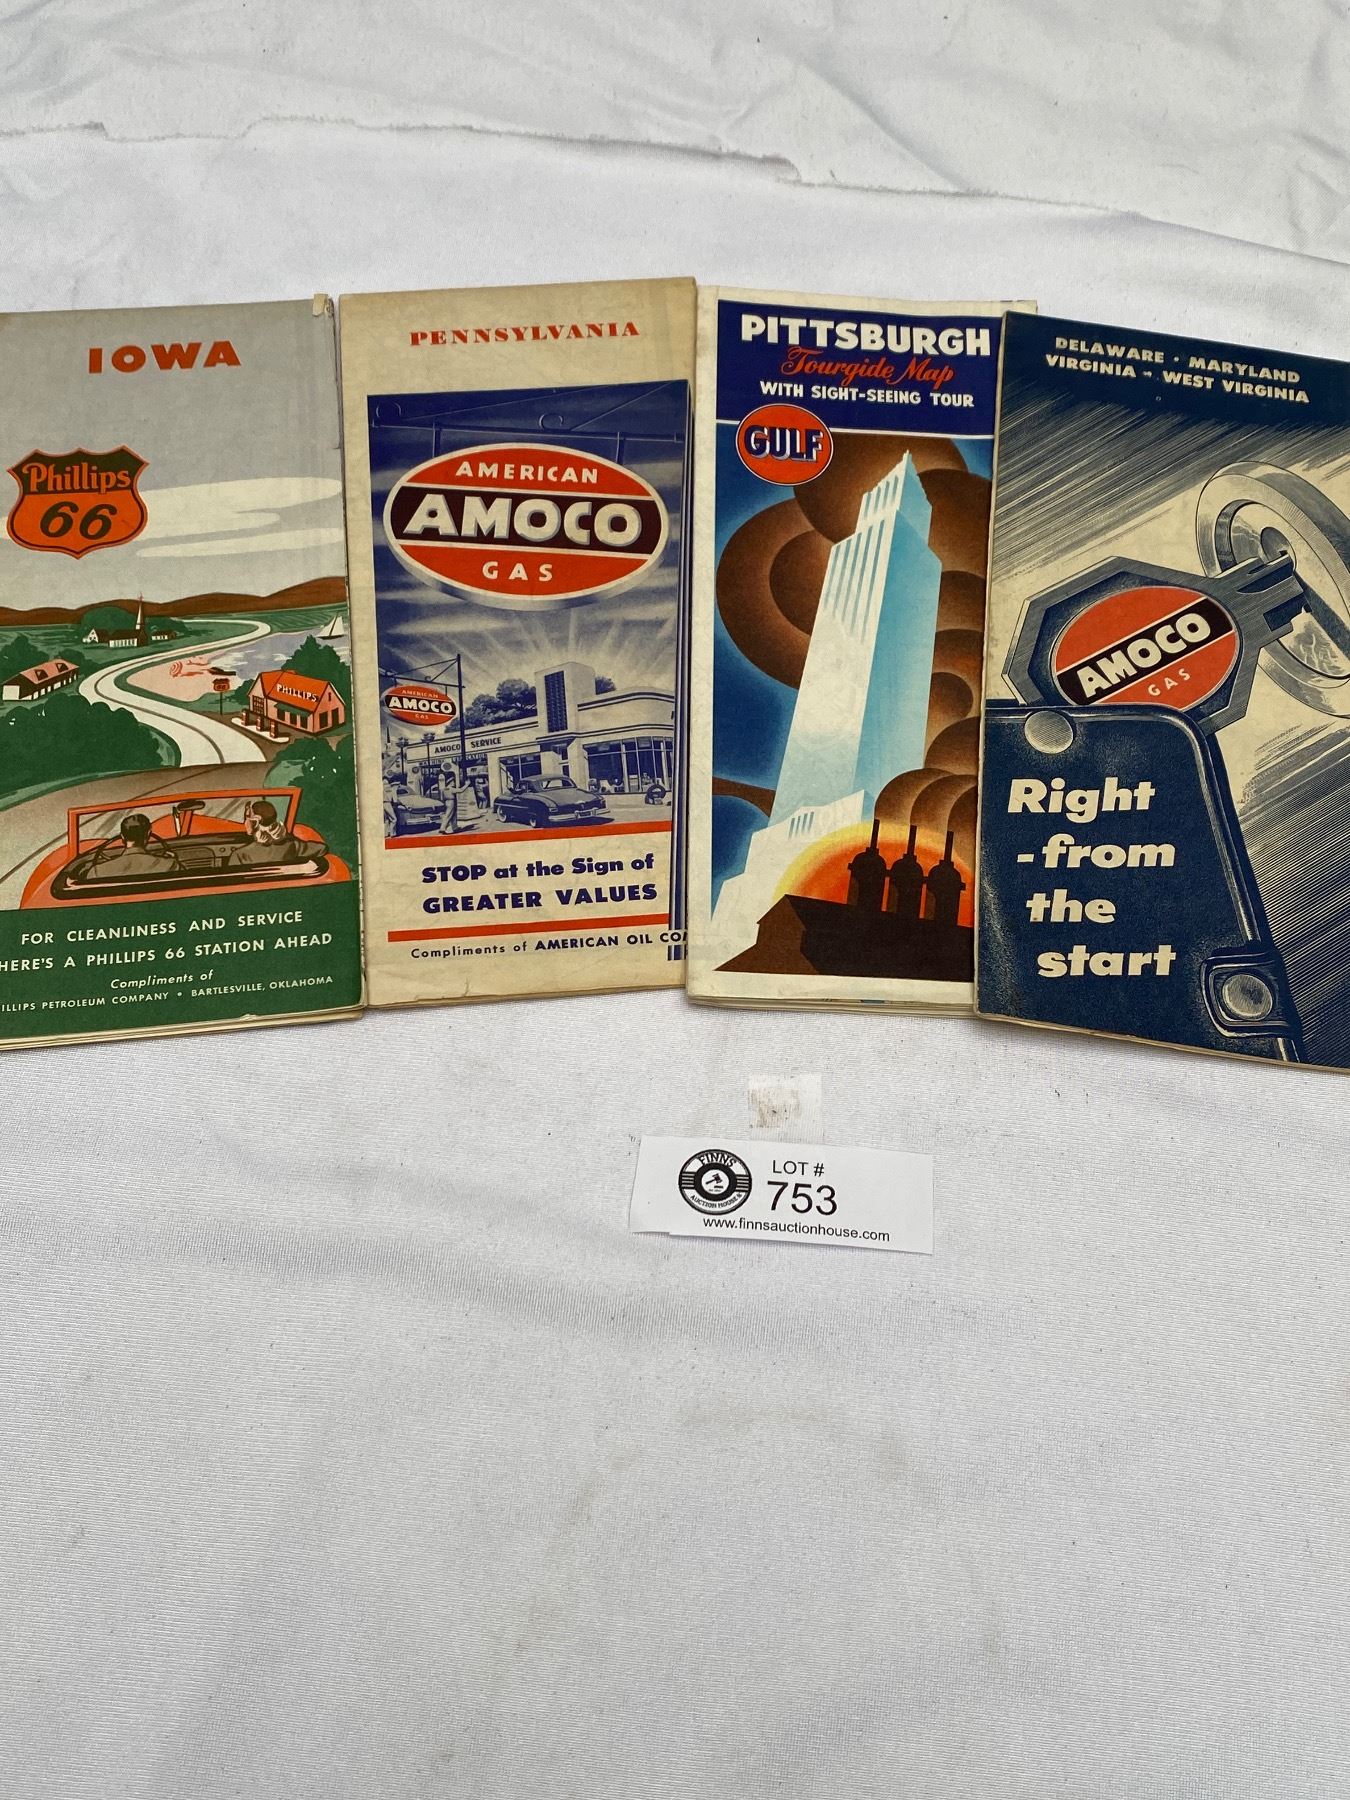 IOWA
Phillips
66
PHILLIPS
FOR CLEANLINESS AND SERVICE
HERE'S A PHILLIPS 66 STATION AHEAD
Compliments of
ILLIPS PETROLEUM COMPANY • BARTLESVILLE, OKLAHOMA
PENNSYLVANIA
AMERICAN
AMOCO
GAS
AMERICAN
AMOCO
GAS
AMOCO SERVICE
STOP at the Sign of
GREATER VALUES
Compliments of AMERICAN OIL CO
PITTSBURGH
Tourgide Map
WITH SIGHT-SEEING TOUR
GULF
DELAWARE • MARYLAND
VIRGINIA - WEST VIRGINIA
AMOCO
GAS
Right
-from
the
start
FINNS
AUCTION HOUSE
LOT #
753
www.finnsauctionhouse.com